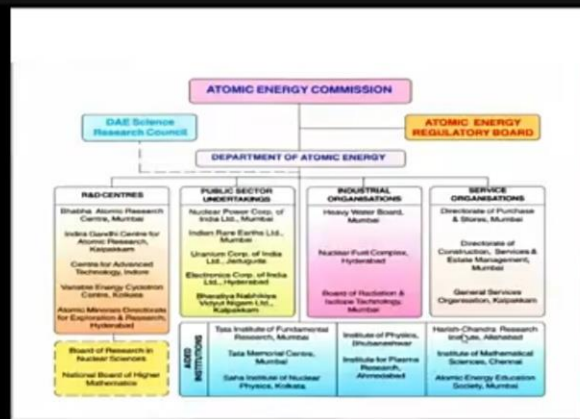 ATOMIC ENERGY COMMISSION
DAE Science
Research Council
ATOMIC ENERGY
REGULATORY BOARD
DEPARTMENT OF ATOMIC ENERGY
R&D CENTRES
Bhabha Atomic Research
Centre, Mumbai
Indira Gandhi Centre for
Atomic Research,
Kalpakkam
Centre for Advanced
Technology, Indore
Variable Energy Cyclotron
Centre, Kolkata
Atomic Minerals Directorate
for Exploration & Research,
Hyderabad
Board of Research in
Nuclear Sciences
National Board of Higher
Mathematics
PUBLIC SECTOR
UNDERTAKINGS
Nuclear Power Corp. of
India Ltd., Mumbai
Indian Rare Earths Ltd.,
Mumbai
Uranium Corp. of India
Ltd., Jaduguda
Electronics Corp. of India
Ltd., Hyderabad
Bharatiya Nabhikiya
Vidyut Nigam Ltd.,
Kalpakkam
INDUSTRIAL
ORGANISATIONS
Heavy Water Board,
Mumbai
Nuclear Fuel Complex,
Hyderabad
Board of Radiation &
Isotope Technology,
Mumbai
SERVICE
ORGANISATIONS
Directorate of Purchase
& Stores, Mumbai
Directorate of
Construction, Services &
Estate Management,
Mumbai
General Services
Organisation, Kalpakkam
AIDED
INSTITUTIONS
Tata Institute of Fundamental
Research, Mumbai
Tata Memorial Centre,
Mumbai
Saha Institute of Nuclear
Physics, Kolkata
Institute of Physics,
Bhubaneswar
Institute for Plasma
Research,
Ahmedabad
Harish-Chandra Research
Institute, Allahabad
Institute of Mathematical
Sciences, Chennai
Atomic Energy Education
Society, Mumbai